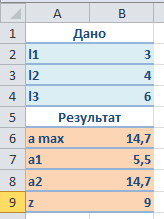 A B
1 Дано
2 l1 3
3 l2 4
4 l3 6
5 Результат
6 a max 14,7
7 a1 5,5
8 a2 14,7
9 z 9